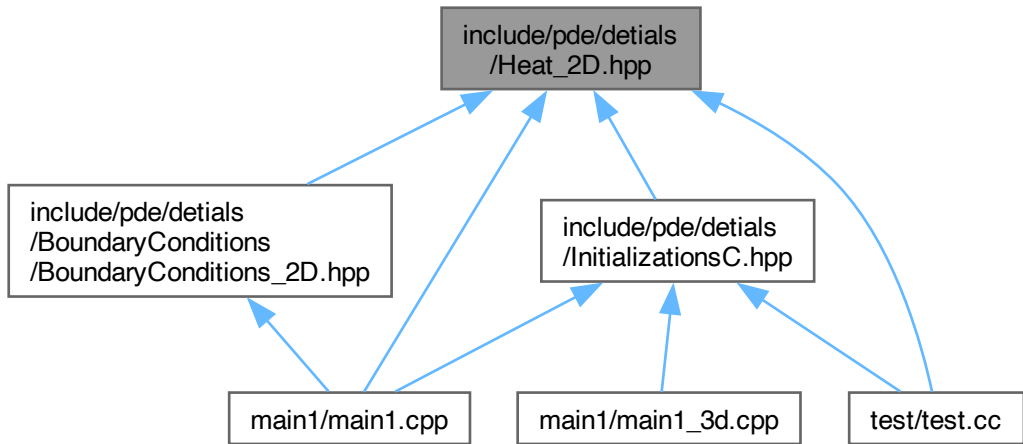 include/pde/detials
/Heat_2D.hpp
include/pde/detials
/BoundaryConditions
/BoundaryConditions_2D.hpp
include/pde/detials
/InitializationsC.hpp
main1/main1.cpp
main1/main1_3d.cpp
test/test.cc